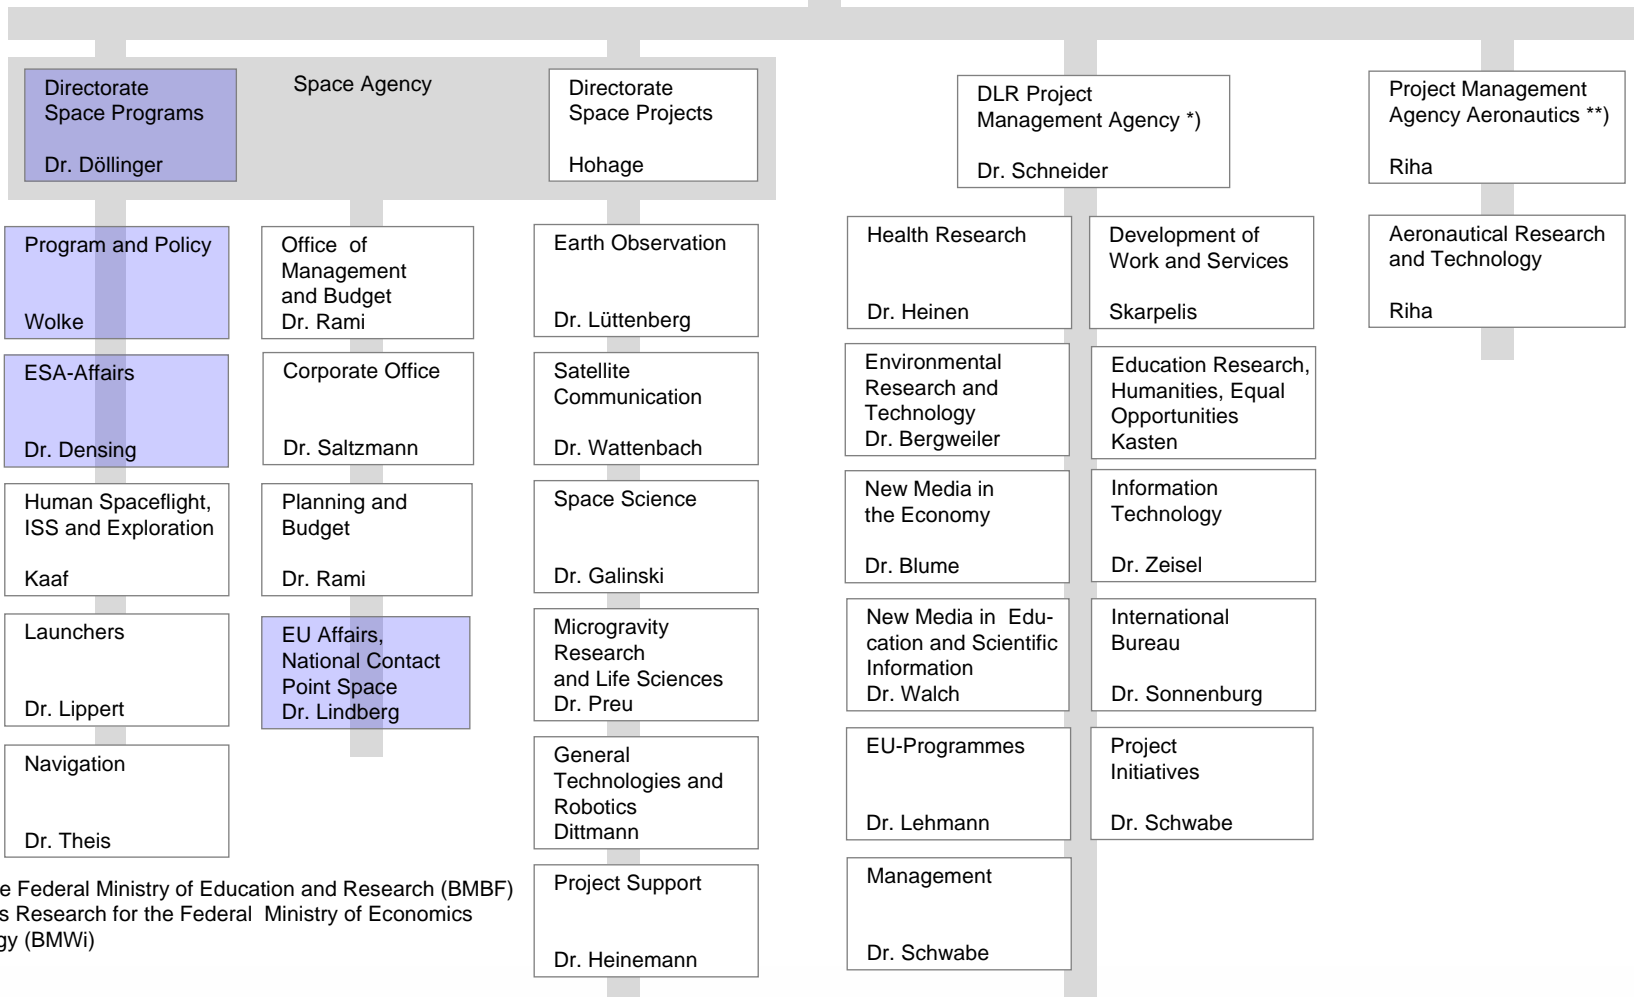 Directorate
Space Programs
Dr. Döllinger
Space Agency
Directorate
Space Projects
Hohage
DLR Project
Management Agency *)
Dr. Schneider
Project Management
Agency Aeronautics **)
Riha
Program and Policy
Wolke
ESA-Affairs
Dr. Densing
Human Spaceflight,
ISS and Exploration
Kaaf
Launchers
Dr. Lippert
Navigation
Dr. Theis
Office of
Management
and Budget
Dr. Rami
Corporate Office
Dr. Saltzmann
Planning and
Budget
Dr. Rami
EU Affairs,
National Contact
Point Space
Dr. Lindberg
Earth Observation
Dr. Lüttenberg
Satellite
Communication
Dr. Wattenbach
Space Science
Dr. Galinski
Microgravity
Research
and Life Sciences
Dr. Preu
General
Technologies and
Robotics
Dittmann
Project Support
Dr. Heinemann
Health Research
Dr. Heinen
Environmental
Research and
Technology
Dr. Bergweiler
New Media in
the Economy
Dr. Blume
New Media in Edu-
cation and Scientific
Information
Dr. Walch
EU-Programmes
Dr. Lehmann
Management
Dr. Schwabe
Development of
Work and Services
Skarpelis
Education Research,
Humanities, Equal
Opportunities
Kasten
Information
Technology
Dr. Zeisel
International
Bureau
Dr. Sonnenburg
Project
Initiatives
Dr. Schwabe
Aeronautical Research
and Technology
Riha
e Federal Ministry of Education and Research (BMBF)
s Research for the Federal Ministry of Economics
gy (BMWi)